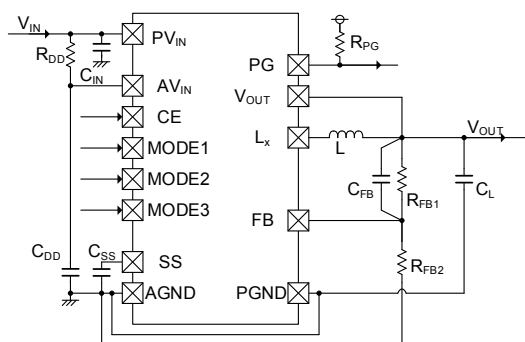 VIN
RDD
CIN
PVIN
AVIN
CE
MODE1
MODE2
MODE3
CDD
CSS
SS
AGND
PG
RPG
VOUT
Lx
L
VOUT
CFB
RFB1
CL
FB
RFB2
PGND